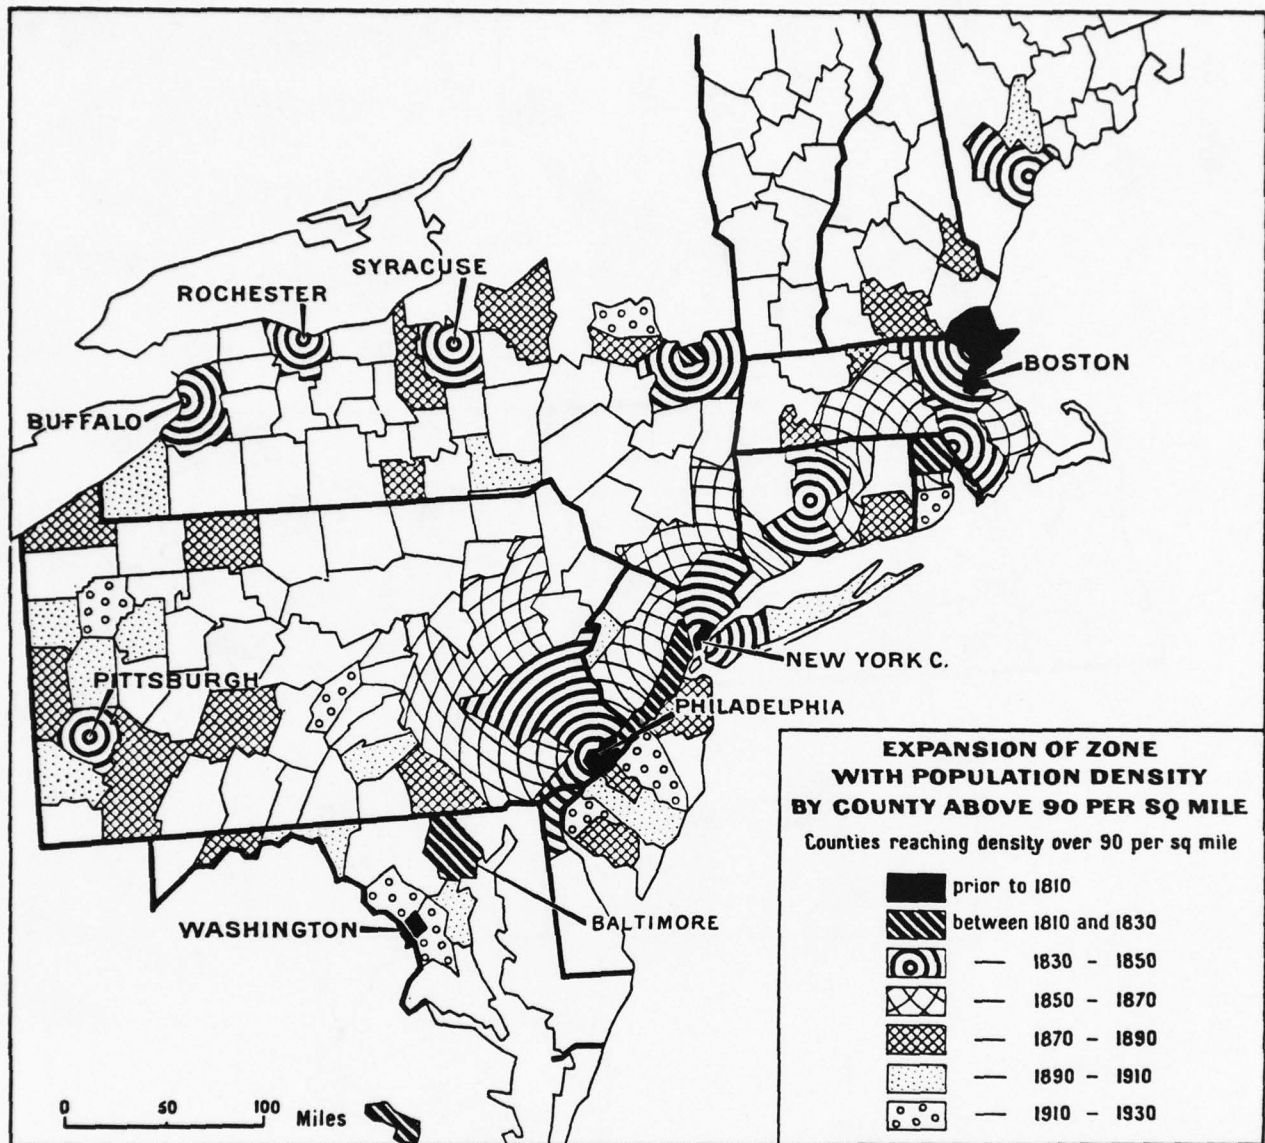 SYRACUSE
ROCHESTER
BUFFALO
BOSTON
NEW YORK C.
PITTSBURGH
PHILADELPHIA
WASHINGTON
BALTIMORE
EXPANSION OF ZONE
WITH POPULATION DENSITY
BY COUNTY ABOVE 90 PER SQ MILE
Counties reaching density over 90 per sq mile
prior to 1810
between 1810 and 1830
— 1830 - 1850
— 1850 - 1870
— 1870 - 1890
— 1890 - 1910
— 1910 - 1930
0 50 100 Miles